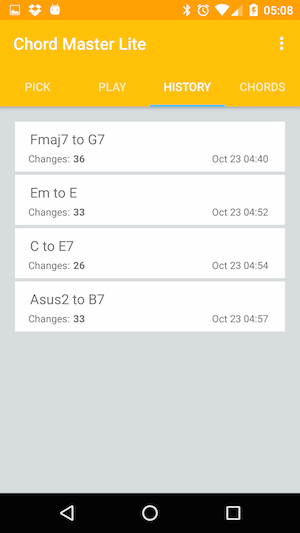 05:08
Chord Master Lite
PICK PLAY HISTORY CHORDS
Fmaj7 to G7
Changes: 36 Oct 23 04:40
Em to E
Changes: 33 Oct 23 04:52
C to E7
Changes: 26 Oct 23 04:54
Asus2 to B7
Changes: 33 Oct 23 04:57